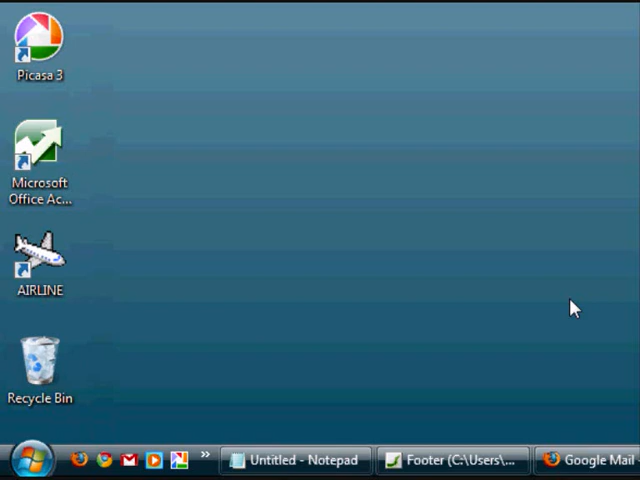 Picasa 3
Microsoft
Office Ac...
AIRLINE
Recycle Bin
»
Untitled - Notepad
Footer (C:\Users\...
Google Mail -